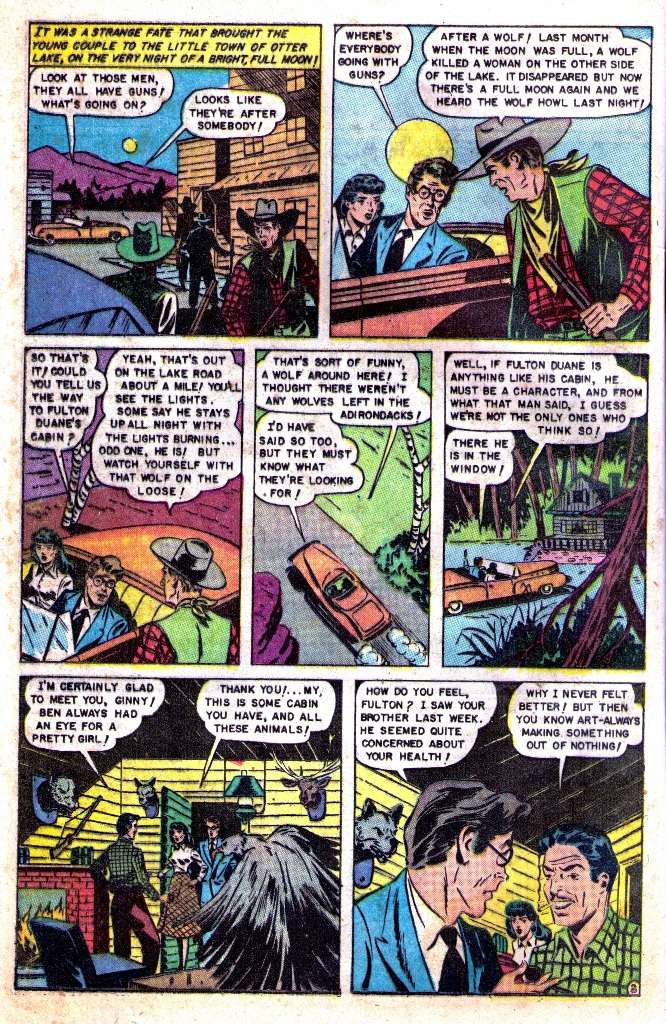 IT WAS A STRANGE FATE THAT BROUGHT THE
YOUNG COUPLE TO THE LITTLE TOWN OF OTTER
LAKE, ON THE VERY NIGHT OF A BRIGHT, FULL MOON!
LOOK AT THOSE MEN,
THEY ALL HAVE GUNS!
WHAT'S GOING ON?
LOOKS LIKE
THEY'RE AFTER
SOMEBODY!
WHERE'S
EVERYBODY
GOING WITH
GUNS?
AFTER A WOLF! LAST MONTH
WHEN THE MOON WAS FULL, A WOLF
KILLED A WOMAN ON THE OTHER SIDE
OF THE LAKE. IT DISAPPEARED BUT NOW
THERE'S A FULL MOON AGAIN AND WE
HEARD THE WOLF HOWL LAST NIGHT!
SO THAT'S
IT! COULD
YOU TELL US
THE WAY
TO FULTON
DUANE'S
CABIN?
YEAH, THAT'S OUT
ON THE LAKE ROAD
ABOUT A MILE! YOU'LL
SEE THE LIGHTS.
SOME SAY HE STAYS
UP ALL NIGHT WITH
THE LIGHTS BURNING...
ODD ONE, HE IS! BUT
WATCH YOURSELF WITH
THAT WOLF ON THE
LOOSE!
THAT'S SORT OF FUNNY,
A WOLF AROUND HERE! I
THOUGHT THERE WEREN'T
ANY WOLVES LEFT IN THE
ADIRONDACKS!
I'D HAVE
SAID SO TOO,
BUT THEY MUST
KNOW WHAT
THEY'RE LOOKING
FOR!
WELL, IF FULTON DUANE IS
ANYTHING LIKE HIS CABIN, HE
MUST BE A CHARACTER, AND FROM
WHAT THAT MAN SAID, I GUESS
WE'RE NOT THE ONLY ONES WHO
THINK SO!
THERE HE
IS IN THE
WINDOW!
I'M CERTAINLY GLAD
TO MEET YOU, GINNY!
BEN ALWAYS HAD
AN EYE FOR A
PRETTY GIRL!
THANK YOU!...MY,
THIS IS SOME CABIN
YOU HAVE, AND ALL
THESE ANIMALS!
HOW DO YOU FEEL,
FULTON? I SAW YOUR
BROTHER LAST WEEK.
HE SEEMED QUITE
CONCERNED ABOUT
YOUR HEALTH!
WHY I NEVER FELT
BETTER! BUT THEN
YOU KNOW ART-ALWAYS
MAKING SOMETHING
OUT OF NOTHING!